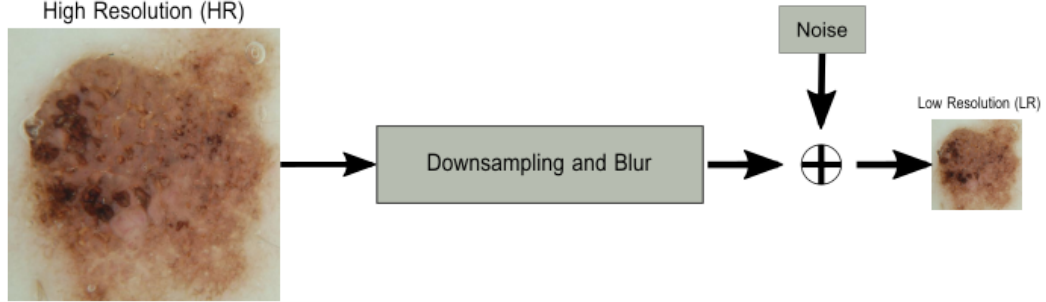 High Resolution (HR)
Noise
Low Resolution (LR)
Downsampling and Blur